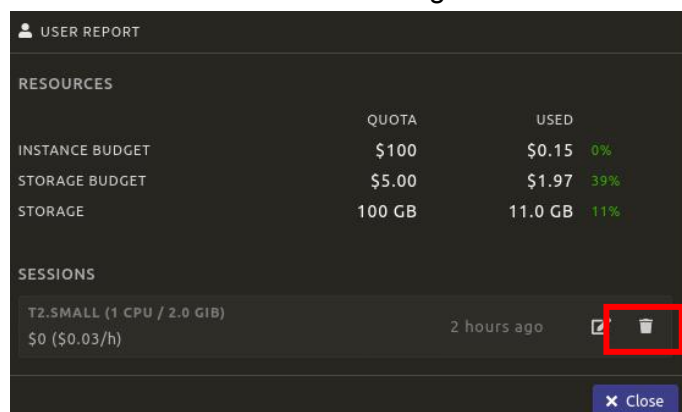 USER REPORT
RESOURCES
QUOTA USED
INSTANCE BUDGET $100 $0.15 0%
STORAGE BUDGET $5.00 $1.97 39%
STORAGE 100 GB 11.0 GB 11%
SESSIONS
T2.SMALL (1 CPU / 2.0 GIB)
$0 ($0.03/h) 2 hours ago
Close